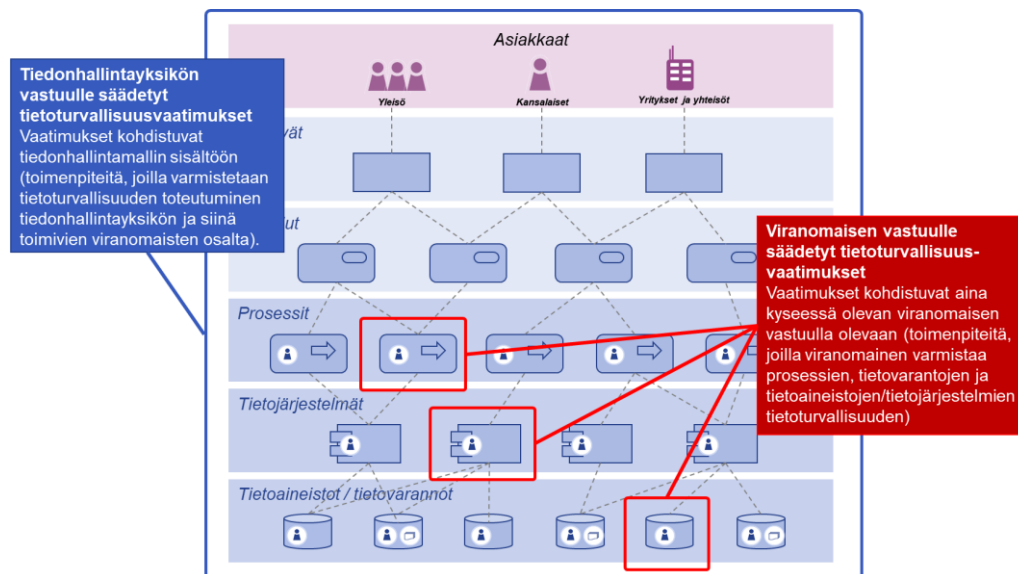 Asiakkaat
Yleisö
Kansalaiset
Yritykset ja yhteisöt
Tiedonhallintayksikön
vastuulle säädetyt
tietoturvallisuusvaatimukset
Vaatimukset kohdistuvat
tiedonhallintamallin sisältöön
(toimenpiteitä, joilla varmistetaan
tietoturvallisuuden toteutuminen
tiedonhallintayksikön ja siinä
toimivien viranomaisten osalta).
Viranomaisen vastuulle
säädetyt tietoturvallisuus-
vaatimukset
Vaatimukset kohdistuvat aina
kyseessä olevan viranomaisen
vastuulla olevaan (toimenpiteitä,
joilla viranomainen varmistaa
prosessien, tietovarantojen ja
tietoaineistojen/tietojärjestelmien
tietoturvallisuuden)
Prosessit
Tietojärjestelmät
Tietoaineistot / tietovarannot